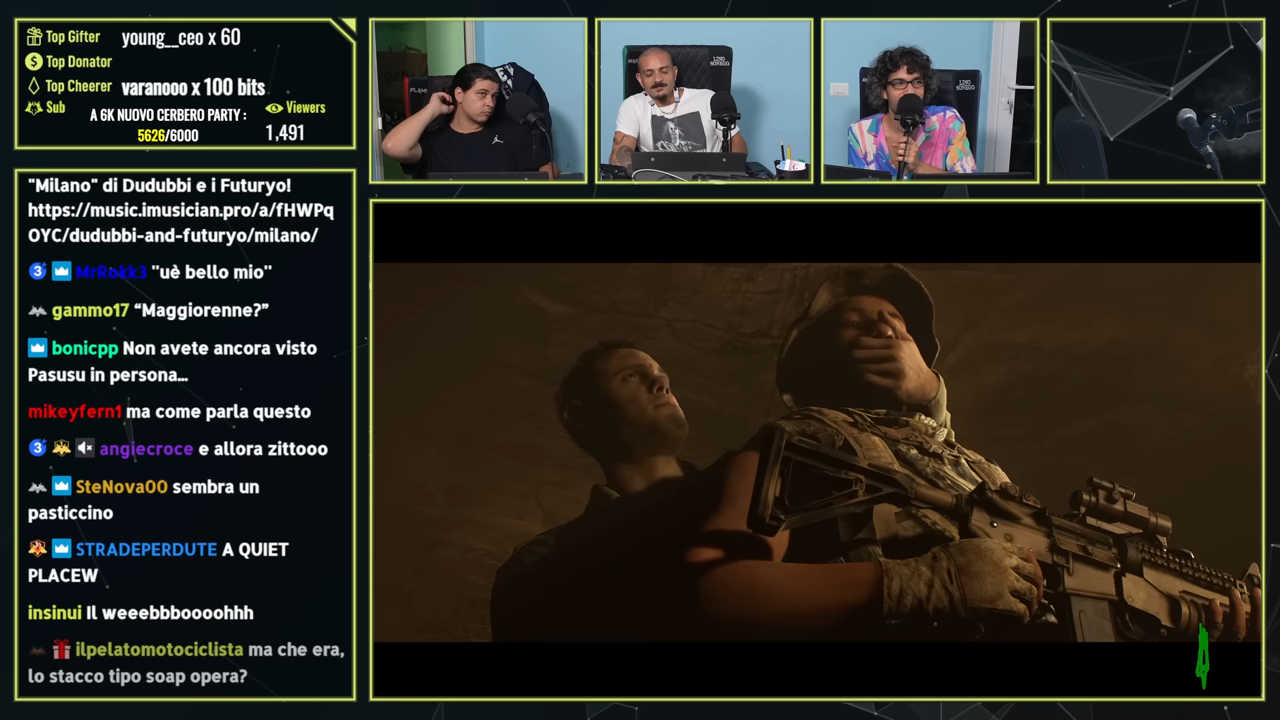 Top Gifter young__ceo x 60
Top Donator
Top Cheerer varanooo x 100 bits
Sub
A 6K NUOVO CERBERO PARTY :
5626/6000
Viewers
1,491
"Milano" di Dudubbi e i Futuryo!
https://music.imusician.pro/a/fHWPq
OYC/dudubbi-and-futuryo/milano/
MrRokk3 "uè bello mio"
gammo17 “Maggiorenne?”
bonicpp Non avete ancora visto
Pasusu in persona...
mikeyfern1 ma come parla questo
angiecroce e allora zittooo
SteNova00 sembra un
pasticcino
STRADEPERDUTE A QUIET
PLACEW
insinui Il weeebbboooohhh
ilpelatomotociclista ma che era,
lo stacco tipo soap opera?
LINO
SONEGO
LINO
SONEGO